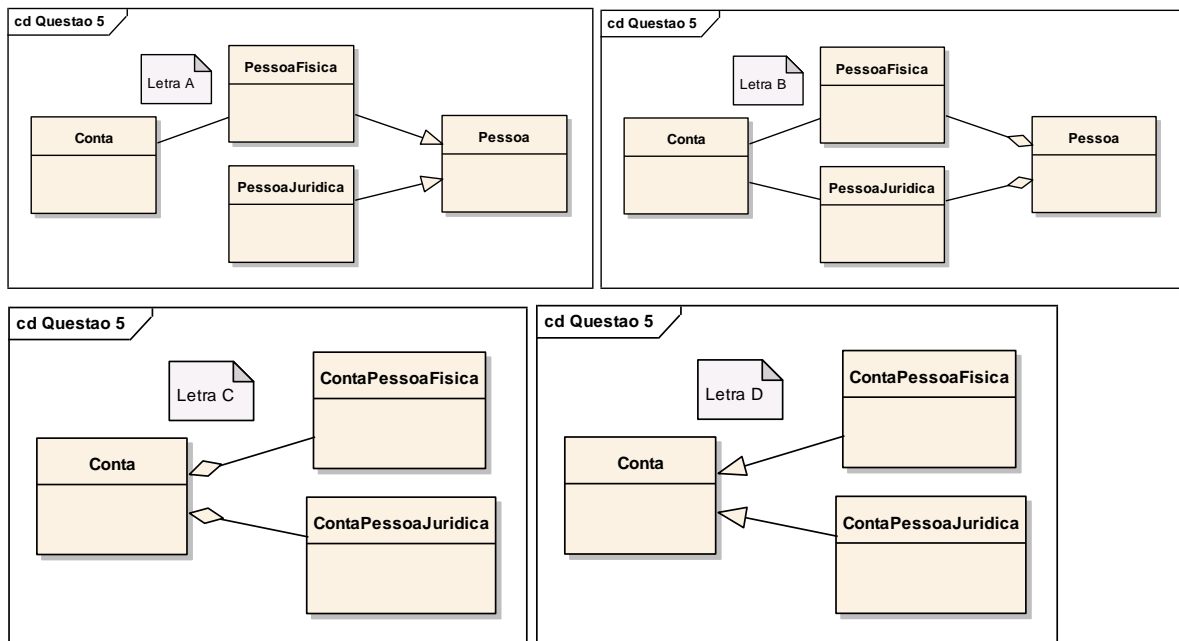 cd Questao 5
Letra A
PessoaFisica
Conta
Pessoa
PessoaJuridica
cd Questao 5
Letra B
PessoaFisica
Conta
Pessoa
PessoaJuridica
cd Questao 5
Letra C
ContaPessoaFisica
Conta
ContaPessoaJuridica
cd Questao 5
Letra D
ContaPessoaFisica
Conta
ContaPessoaJuridica